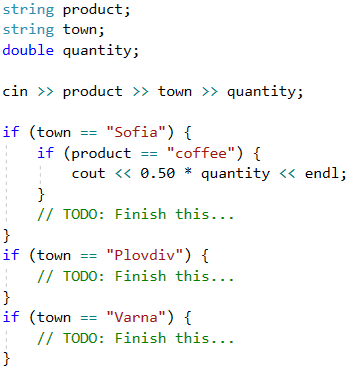 string product;
string town;
double quantity;

cin >> product >> town >> quantity;

if (town == "Sofia") {
    if (product == "coffee") {
        cout << 0.50 * quantity << endl;
    }
    // TODO: Finish this...
}
if (town == "Plovdiv") {
    // TODO: Finish this...
}
if (town == "Varna") {
    // TODO: Finish this...
}